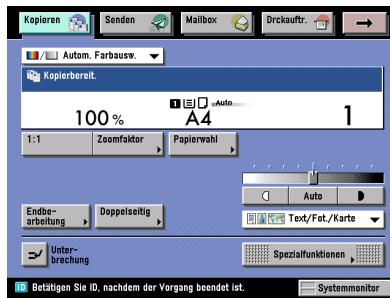 Kopieren
Senden
Mailbox
Drckauftr.
Autom. Farbausw.
Kopierbereit.
100 %
1
Auto
A4
1
1:1
Zoomfaktor
Papierwahl
Auto
Endbe-
arbeitung
Doppelseitig
Text/Fot./Karte
Unter-
brechung
Spezialfunktionen
ID Betätigen Sie ID, nachdem der Vorgang beendet ist.
Systemmonitor